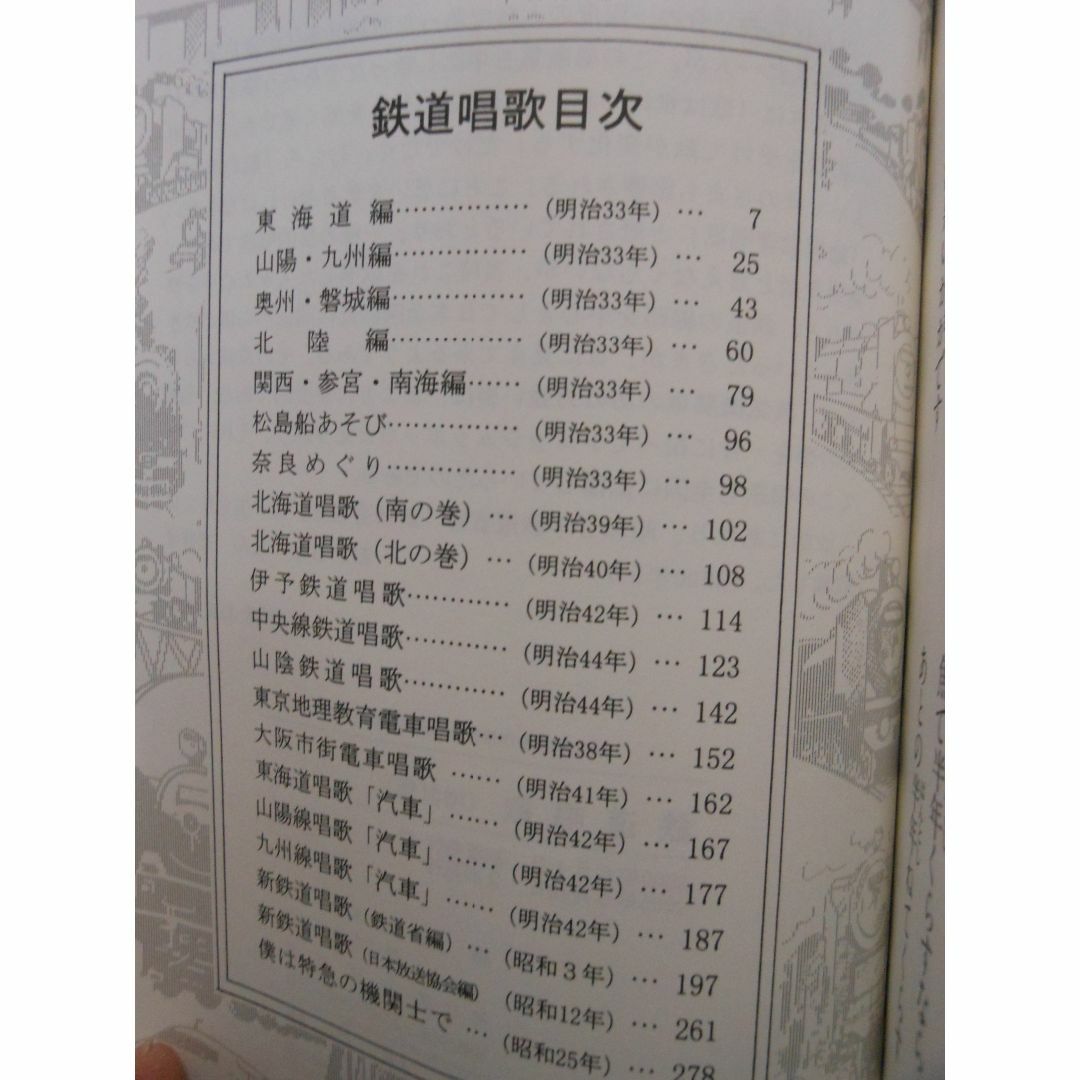 鉄道唱歌目次
東海道編……………（明治33年）… 7
山陽・九州編……………（明治33年）… 25
奥州・磐城編……………（明治33年）… 43
北陸編……………（明治33年）… 60
関西・参宮・南海編……（明治33年）… 79
松島船あそび……………（明治33年）… 96
奈良めぐり……………（明治33年）… 98
北海道唱歌（南の巻）…（明治39年）… 102
北海道唱歌（北の巻）…（明治40年）… 108
伊予鉄道唱歌…………（明治42年）… 114
中央線鉄道唱歌…………（明治44年）… 123
山陰鉄道唱歌…………（明治44年）… 142
東京地理教育電車唱歌…（明治38年）… 152
大阪市街電車唱歌……（明治41年）… 162
東海道唱歌「汽車」……（明治42年）… 167
山陽線唱歌「汽車」……（明治42年）… 177
九州線唱歌「汽車」……（明治42年）… 187
新鉄道唱歌（鉄道省編）…（昭和3年）… 197
新鉄道唱歌（日本放送協会編）（昭和12年）… 261
僕は特急の機関士で…（昭和25年）… 278